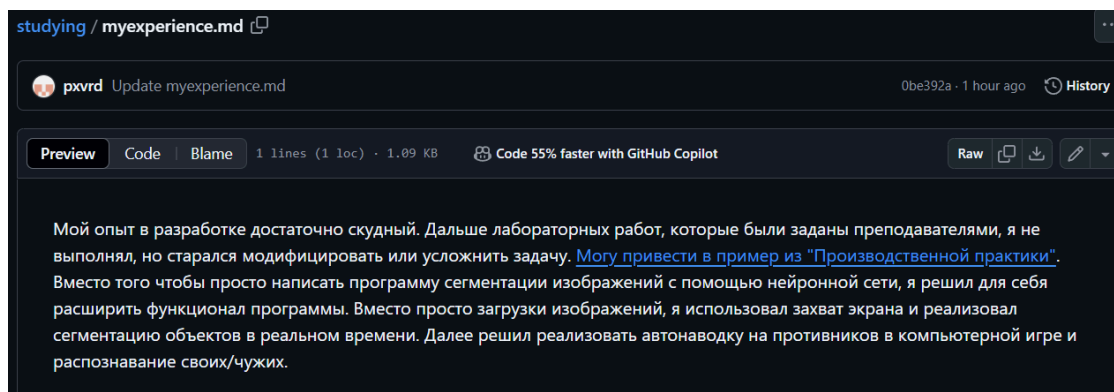 studying / myexperience.md
pxvrd Update myexperience.md 0be392a · 1 hour ago History
Preview Code Blame 1 lines (1 loc) · 1.09 KB Code 55% faster with GitHub Copilot Raw
Мой опыт в разработке достаточно скудный. Дальше лабораторных работ, которые были заданы преподавателями, я не
выполнял, но старался модифицировать или усложнить задачу. Могу привести в пример из "Производственной практики".
Вместо того чтобы просто написать программу сегментации изображений с помощью нейронной сети, я решил для себя
расширить функционал программы. Вместо просто загрузки изображений, я использовал захват экрана и реализовал
сегментацию объектов в реальном времени. Далее решил реализовать автонаводку на противников в компьютерной игре и
распознавание своих/чужих.